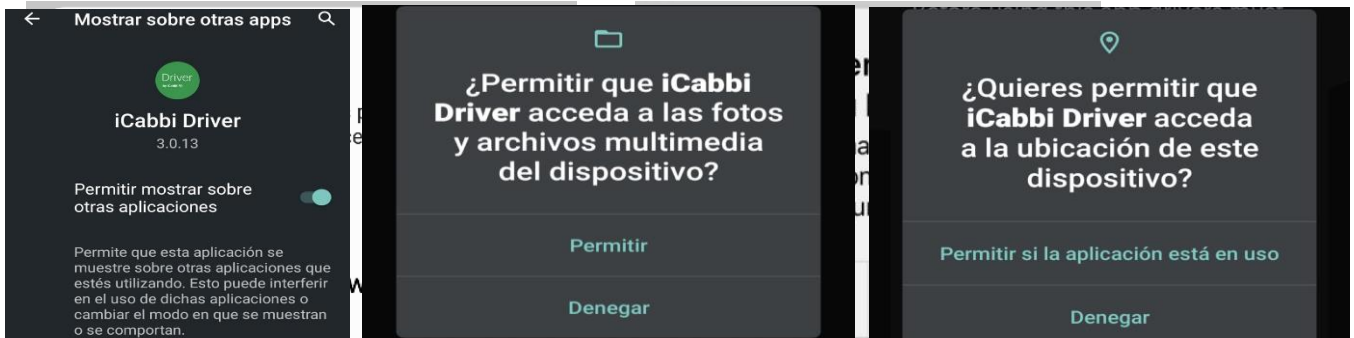 Mostrar sobre otras apps
Driver
iCabbi Driver
3.0.13
Permitir mostrar sobre
otras aplicaciones
Permite que esta aplicación se
muestre sobre otras aplicaciones que
estés utilizando. Esto puede interferir
en el uso de dichas aplicaciones o
cambiar el modo en que se muestran
o se comportan.
¿Permitir que iCabbi
Driver acceda a las fotos
y archivos multimedia
del dispositivo?
Permitir
Denegar
¿Quieres permitir que
iCabbi Driver acceda
a la ubicación de este
dispositivo?
Permitir si la aplicación está en uso
Denegar